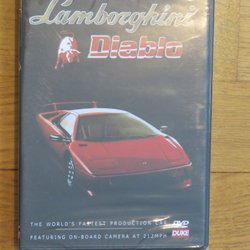 Lamborghini
Diablo
THE WORLD'S FASTEST PRODUCTION CAR
FEATURING ON-BOARD CAMERA AT 212MPH
DVD
DUKE